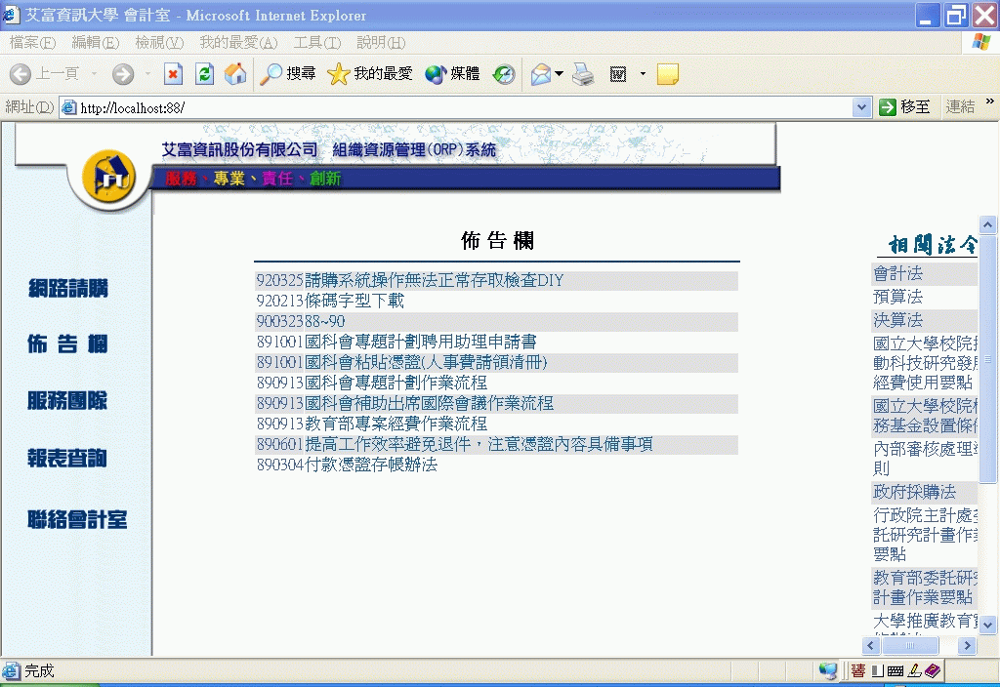 艾富資訊大學 會計室 - Microsoft Internet Explorer
檔案(F) 編輯(E) 檢視(V) 我的最愛(A) 工具(T) 說明(H)
上一頁 搜尋 我的最愛 媒體
網址(D) http://localhost:88/ 移至 連結 »
艾富資訊股份有限公司 組織資源管理(ORP)系統
服務、專業、責任、創新
網路請購
佈 告 欄
服務團隊
報表查詢
聯絡會計室
佈 告 欄
920325請購系統操作無法正常存取檢查DIY
920213條碼字型下載
90032388~90
891001國科會專題計劃聘用助理申請書
891001國科會粘貼憑證(人事費請領清冊)
890913國科會專題計劃作業流程
890913國科會補助出席國際會議作業流程
890913教育部專案經費作業流程
890601提高工作效率避免退件，注意憑證內容具備事項
890304付款憑證存帳辦法
相關法令
會計法
預算法
決算法
國立大學校院
動科技研究發
經費使用要點
國立大學校院
務基金設置條
內部審核處理
則
政府採購法
行政院主計處
託研究計畫作
要點
教育部委託研
計畫作業要點
大學推廣教育
完成